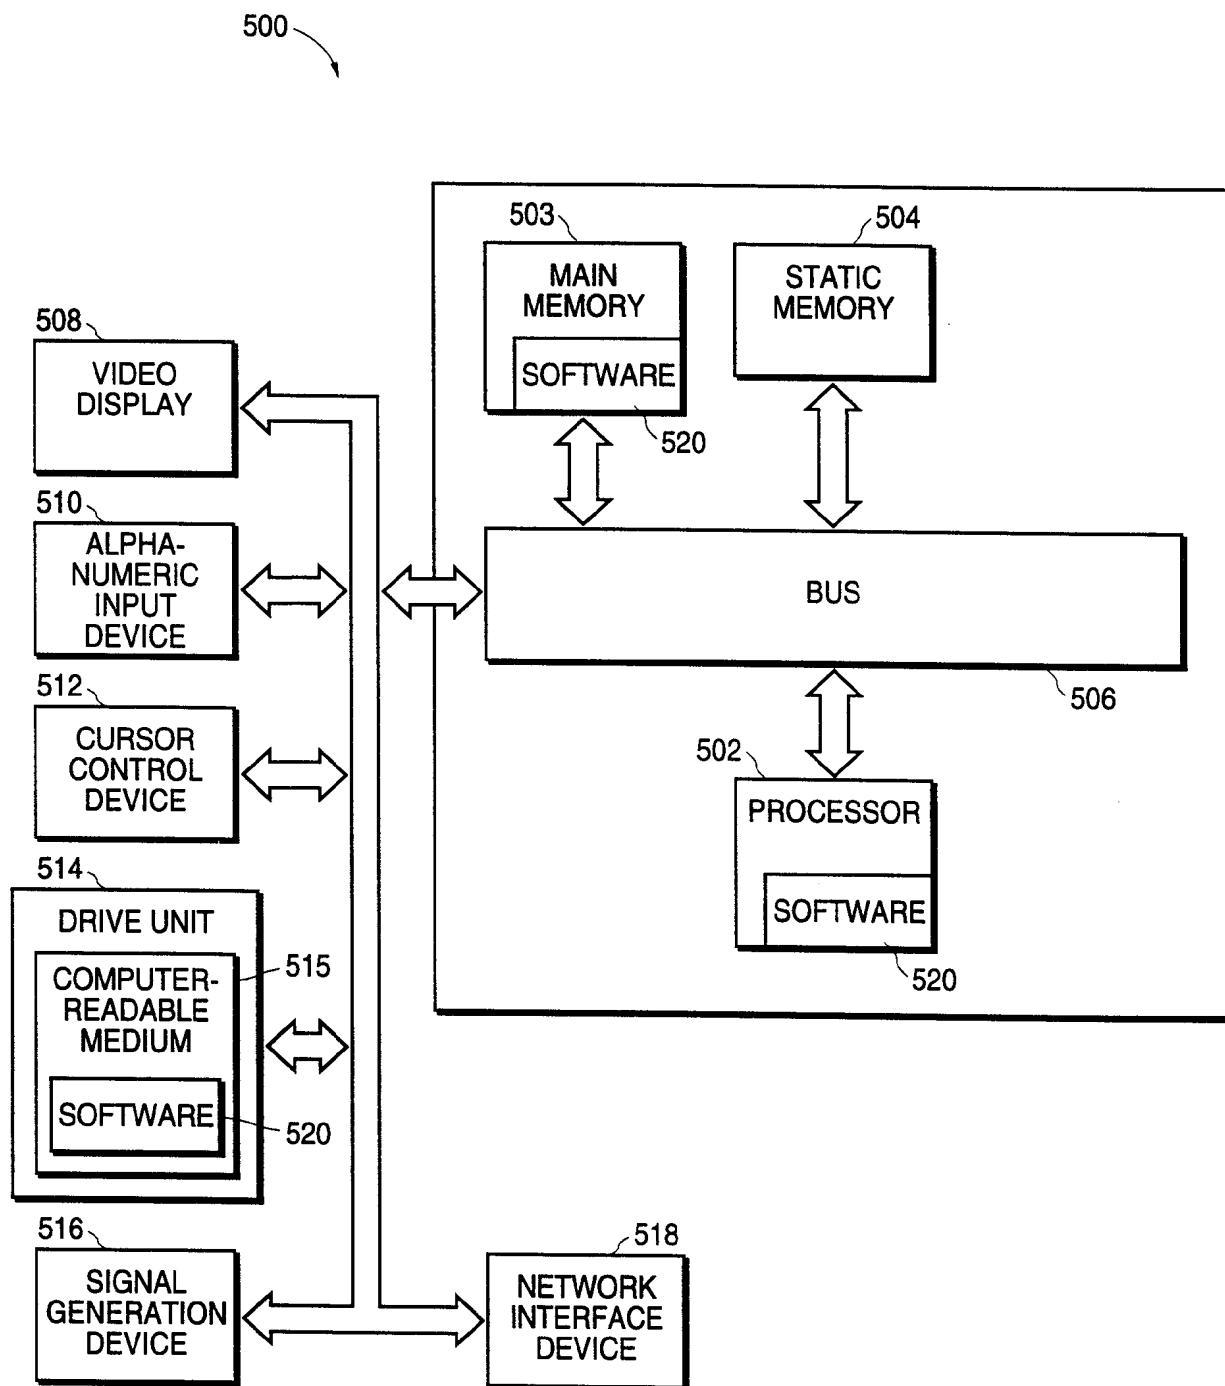 500
503
MAIN
MEMORY
SOFTWARE
520
504
STATIC
MEMORY
508
VIDEO
DISPLAY
510
ALPHA-
NUMERIC
INPUT
DEVICE
BUS
506
512
CURSOR
CONTROL
DEVICE
502
PROCESSOR
SOFTWARE
520
514
DRIVE UNIT
COMPUTER-
READABLE
MEDIUM
515
SOFTWARE
520
516
SIGNAL
GENERATION
DEVICE
518
NETWORK
INTERFACE
DEVICE